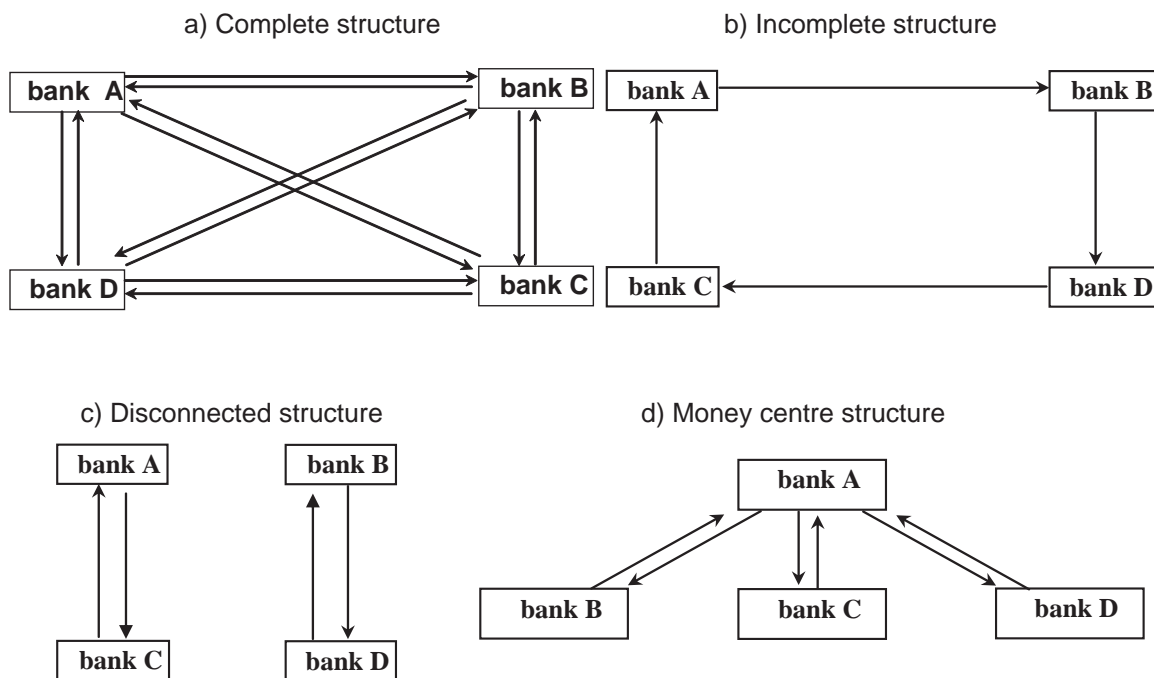 a) Complete structure
b) Incomplete structure
bank A
bank B
bank A
bank B
bank D
bank C
bank C
bank D
c) Disconnected structure
d) Money centre structure
bank A
bank B
bank A
bank B
bank C
bank D
bank C
bank D